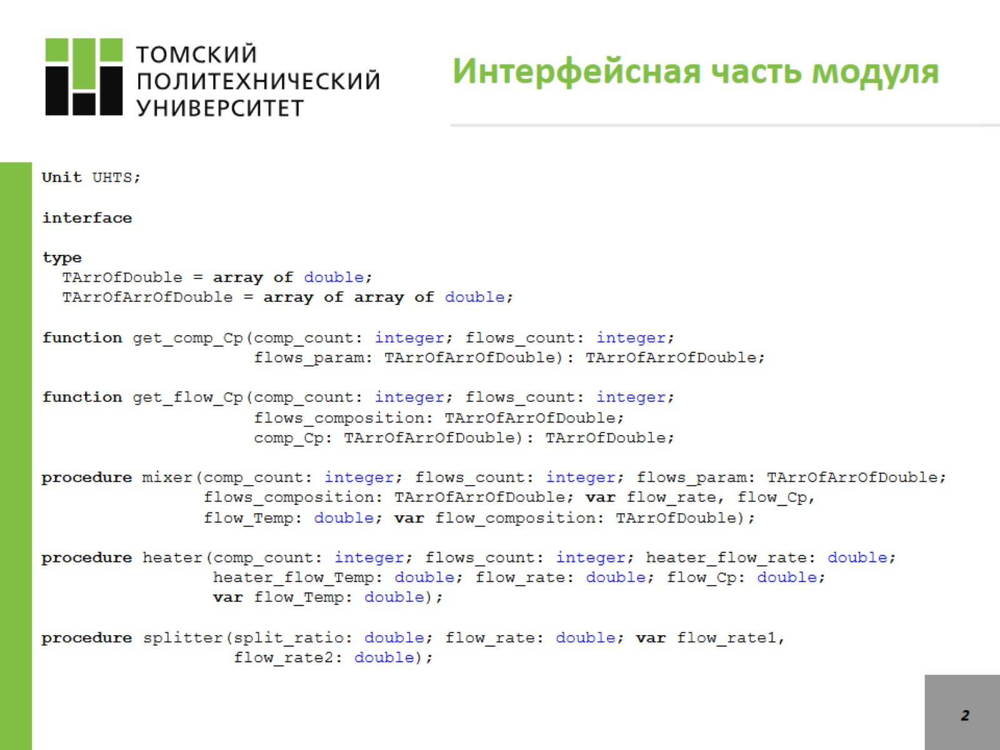 ТОМСКИЙ
ПОЛИТЕХНИЧЕСКИЙ
УНИВЕРСИТЕТ
Интерфейсная часть модуля
Unit UHTS;
interface
type
TArrOfDouble = array of double;
TArrOfArrOfDouble = array of array of double;
function get_comp_Cp(comp_count: integer; flows_count: integer;
flows_param: TArrOfArrOfDouble): TArrOfArrOfDouble;
function get_flow_Cp(comp_count: integer; flows_count: integer;
flows_composition: TArrOfArrOfDouble;
comp_Cp: TArrOfArrOfDouble): TArrOfDouble;
procedure mixer(comp_count: integer; flows_count: integer; flows_param: TArrOfArrOfDouble;
flows_composition: TArrOfArrOfDouble; var flow_rate, flow_Cp,
flow_Temp: double; var flow_composition: TArrOfDouble);
procedure heater(comp_count: integer; flows_count: integer; heater_flow_rate: double;
heater_flow_Temp: double; flow_rate: double; flow_Cp: double;
var flow_Temp: double);
procedure splitter(split_ratio: double; flow_rate: double; var flow_rate1,
flow_rate2: double);
2